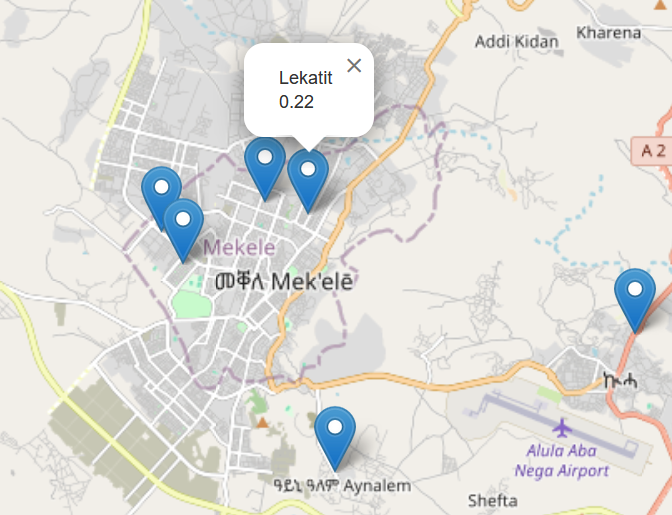 Addi Kidan
Kharena
Lekatit ×
0.22
A 2
Mekele
መቐለ Mek'elē
ኲሓ
Alula Aba
Nega Airport
ዓይኒ ዓለም Aynalem
Shefta